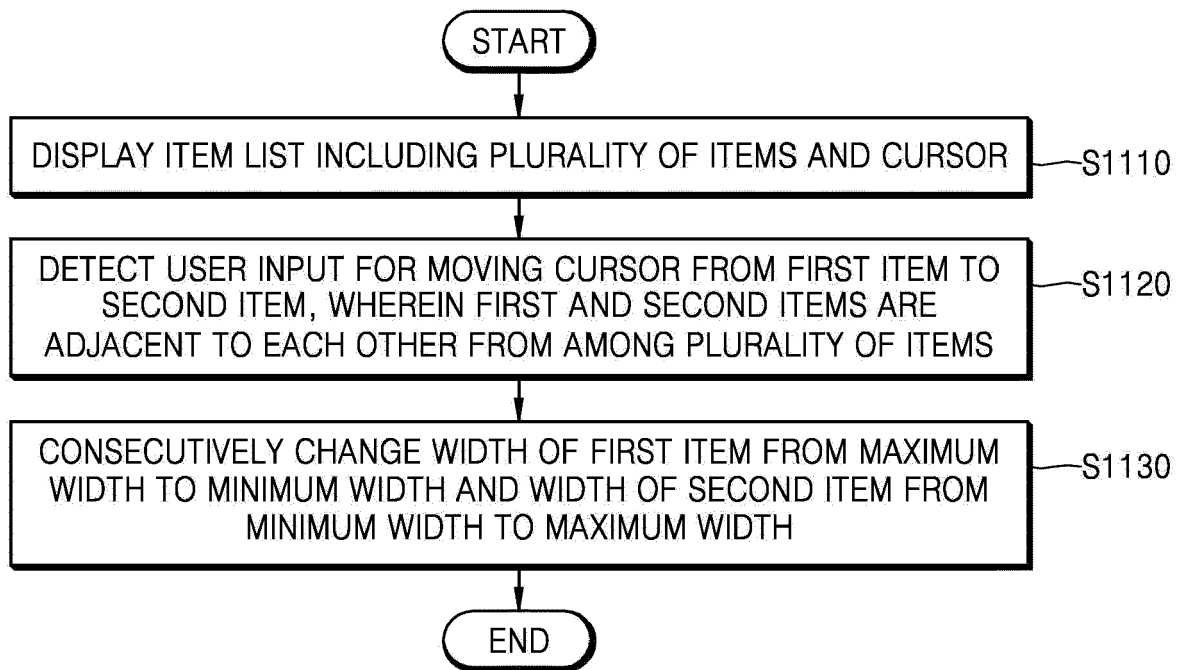 START
DISPLAY ITEM LIST INCLUDING PLURALITY OF ITEMS AND CURSOR
S1110
DETECT USER INPUT FOR MOVING CURSOR FROM FIRST ITEM TO
SECOND ITEM, WHEREIN FIRST AND SECOND ITEMS ARE
ADJACENT TO EACH OTHER FROM AMONG PLURALITY OF ITEMS
S1120
CONSECUTIVELY CHANGE WIDTH OF FIRST ITEM FROM MAXIMUM
WIDTH TO MINIMUM WIDTH AND WIDTH OF SECOND ITEM FROM
MINIMUM WIDTH TO MAXIMUM WIDTH
S1130
END